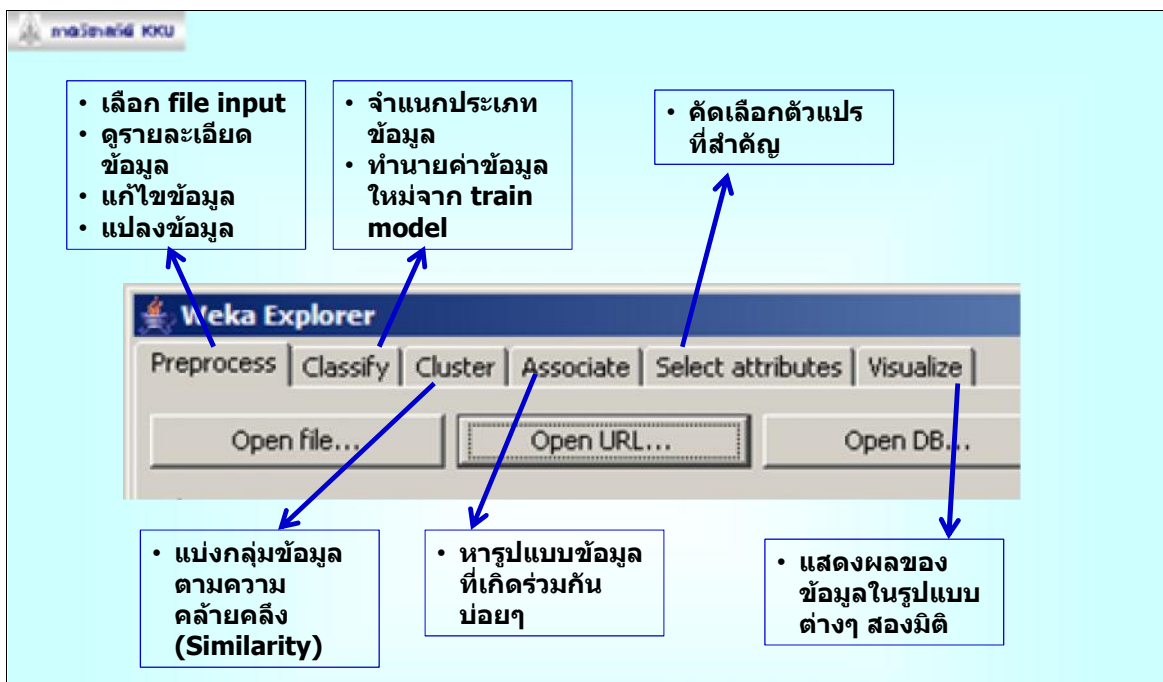 ภาควิชาสถิติ KKU
• เลือก file input
• ดูรายละเอียด
ข้อมูล
• แก้ไขข้อมูล
• แปลงข้อมูล
• จำแนกประเภท
ข้อมูล
• ทำนายค่าข้อมูล
ใหม่จาก train
model
• คัดเลือกตัวแปร
ที่สำคัญ
Weka Explorer
Preprocess Classify Cluster Associate Select attributes Visualize
Open file... Open URL... Open DB...
• แบ่งกลุ่มข้อมูล
ตามความ
คล้ายคลึง
(Similarity)
• หารูปแบบข้อมูล
ที่เกิดร่วมกัน
บ่อยๆ
• แสดงผลของ
ข้อมูลในรูปแบบ
ต่างๆ สองมิติ